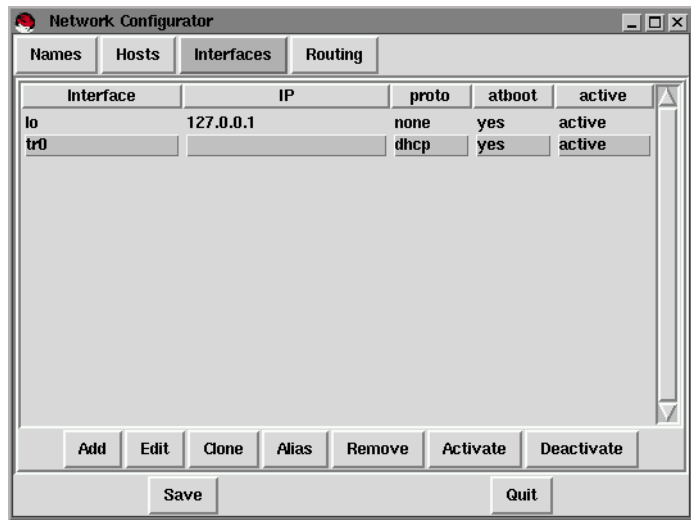 Network Configurator
Names Hosts Interfaces Routing
Interface IP proto atboot active
lo 127.0.0.1 none yes active
tr0 dhcp yes active
Add Edit Clone Alias Remove Activate Deactivate
Save Quit